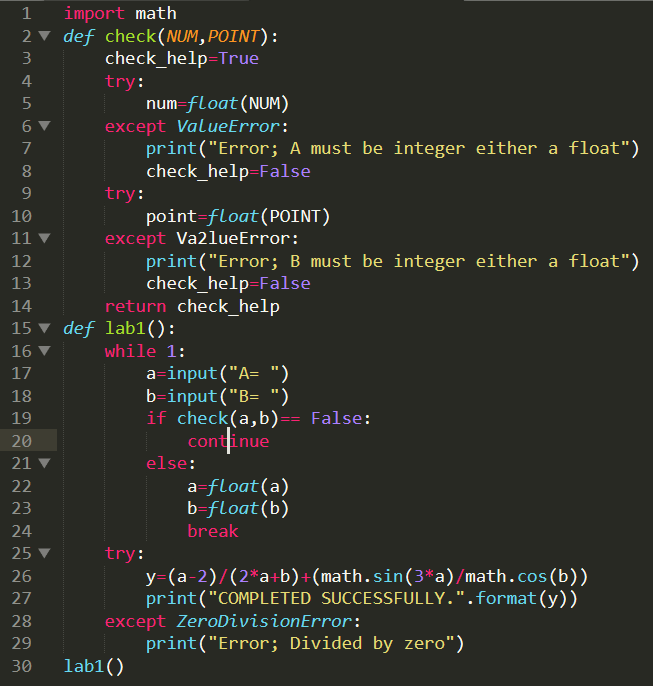 1 import math
2 def check(NUM,POINT):
3 check_help=True
4 try:
5 num=float(NUM)
6 except ValueError:
7 print("Error; A must be integer either a float")
8 check_help=False
9 try:
10 point=float(POINT)
11 except Va2lueError:
12 print("Error; B must be integer either a float")
13 check_help=False
14 return check_help
15 def lab1():
16 while 1:
17 a=input("A= ")
18 b=input("B= ")
19 if check(a,b)== False:
20 continue
21 else:
22 a=float(a)
23 b=float(b)
24 break
25 try:
26 y=(a-2)/(2*a+b)+(math.sin(3*a)/math.cos(b))
27 print("COMPLETED SUCCESSFULLY.".format(y))
28 except ZeroDivisionError:
29 print("Error; Divided by zero")
30 lab1()